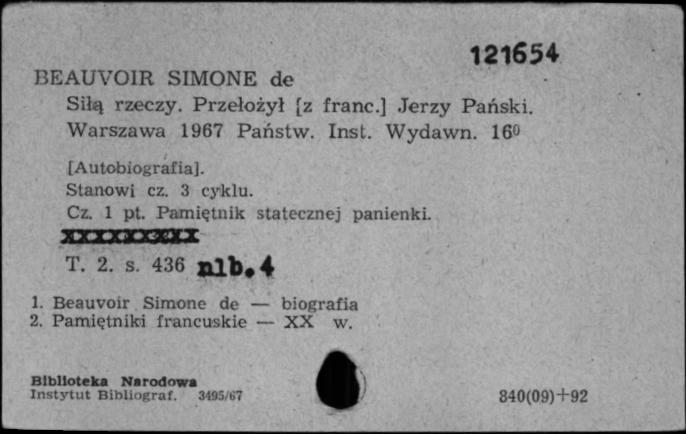 121654
BEAUVOIR SIMONE de
Siłą rzeczy. Przełożył [z franc.] Jerzy Pański.
Warszawa 1967 Państw. Inst. Wydawn. 16⁰
[Autobiografia].
Stanowi cz. 3 cyklu.
Cz. 1 pt. Pamiętnik statecznej panienki.
T. 2. s. 436 nlb. 4
1. Beauvoir Simone de — biografia
2. Pamiętniki francuskie — XX w.
Biblioteka Narodowa
Instytut Bibliograf. 3495/67
840(09)+92